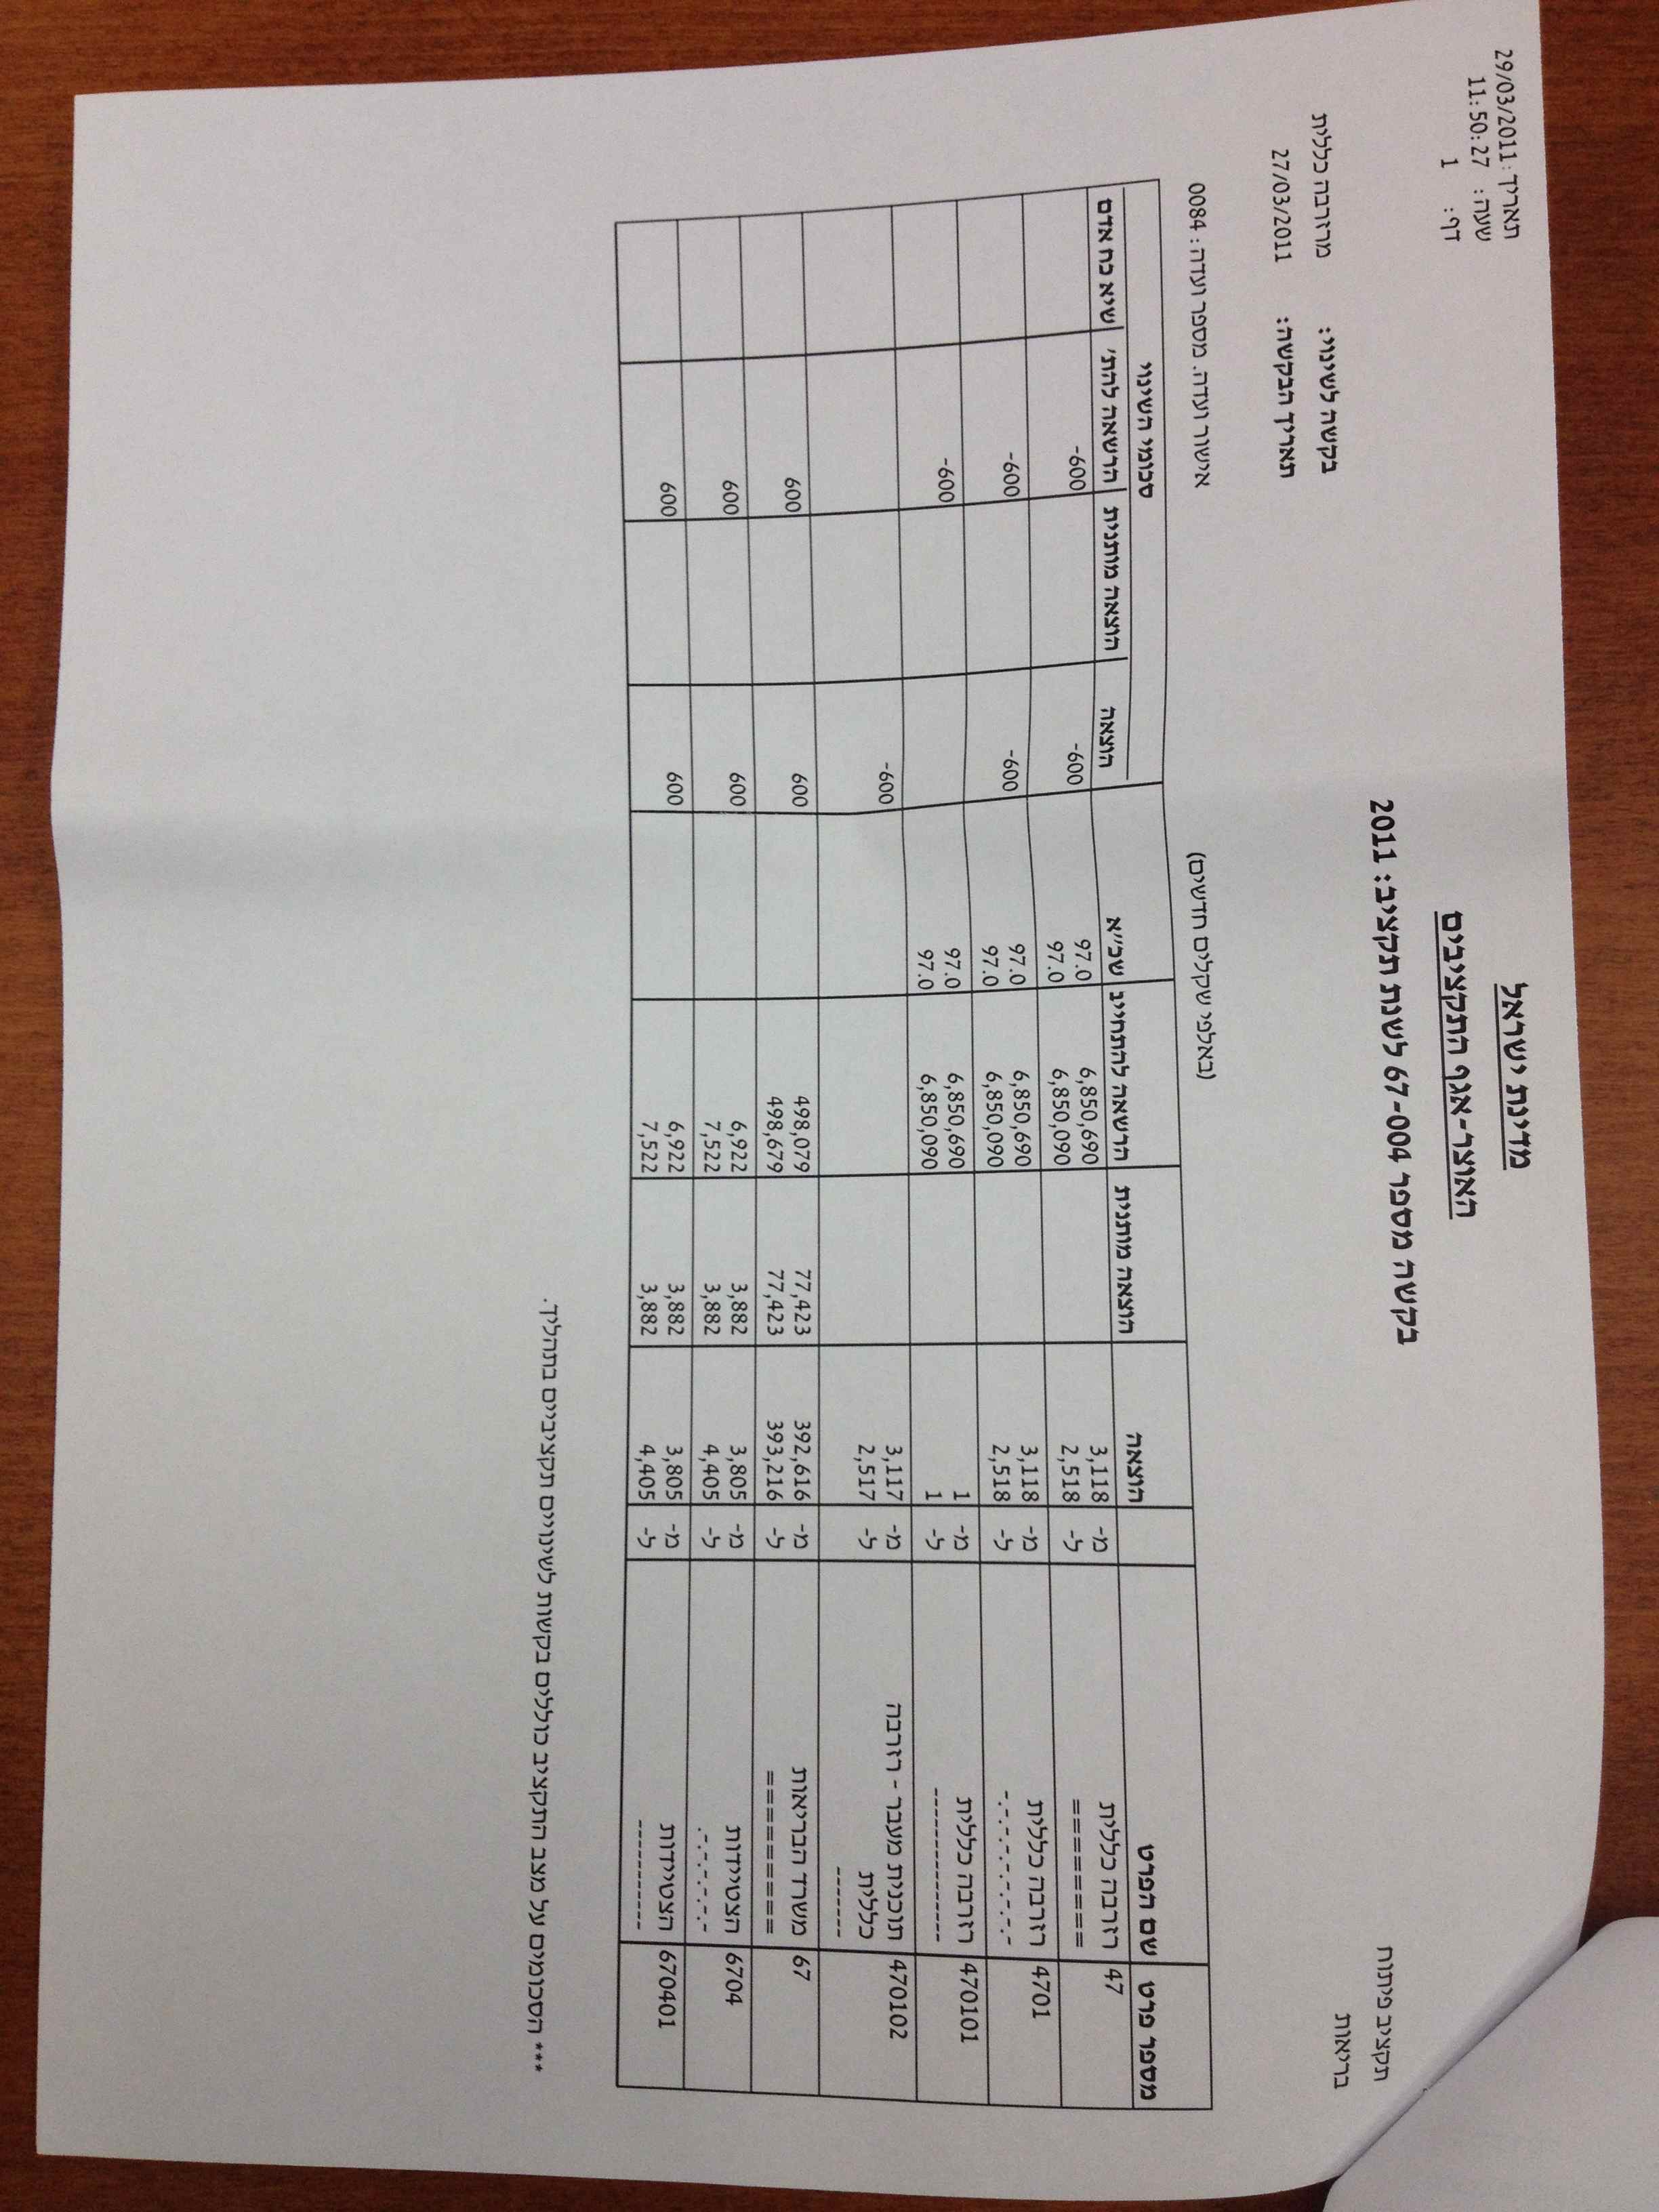 תאריך: 29/03/2011
שעה: 11:50:27
דף: 1
מדינת ישראל
האוצר-אגף התקציבים
בקשה מספר 67-004 לשנת תקציב: 2011
תקציב פיתוח
בריאות
בקשה לשינוי: מרזרבה כללית
תאריך הבקשה: 27/03/2011
אישור ועדה. מספר ועדה: 0084
(באלפי שקלים חדשים)
סכומי השינוי
מספר פרט שם הפרט הוצאה הוצאה מותנית הרשאה להתחייב שכ"א הוצאה הוצאה מותנית הרשאה להתי' שיא כח אדם
47 רזרבה כללית מ- 3,118 6,850,690 97.0 -600 -600
======== ל- 2,518 6,850,090 97.0
4701 רזרבה כללית מ- 3,118 6,850,690 97.0 -600 -600
-.-.-.-.-.-.-.- ל- 2,518 6,850,090 97.0
470101 רזרבה כללית מ- 1 6,850,690 97.0 -600
------------- ל- 1 6,850,090 97.0
470102 תוכנית מעבר - רזרבה מ- 3,117 -600
כללית ל- 2,517
-------
67 משרד הבריאות מ- 392,616 77,423 498,079 600 600
========= ל- 393,216 77,423 498,679
6704 הצטיידות מ- 3,805 3,882 6,922 600 600
-.-.-.-.-.-. ל- 4,405 3,882 7,522
670401 הצטיידות מ- 3,805 3,882 6,922 600 600
---------- ל- 4,405 3,882 7,522
*** הסכומים על מצב התקציב כוללים בקשות לשינויים תקציביים בתהליך.